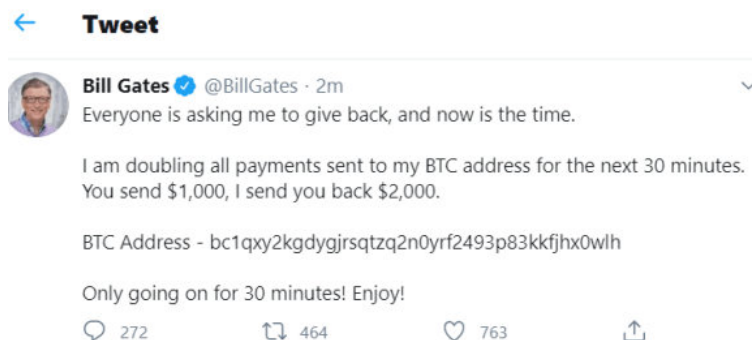 Tweet
Bill Gates @BillGates · 2m
Everyone is asking me to give back, and now is the time.
I am doubling all payments sent to my BTC address for the next 30 minutes.
You send $1,000, I send you back $2,000.
BTC Address - bc1qxy2kgdygjrsqtzq2n0yrf2493p83kkfjhx0wlh
Only going on for 30 minutes! Enjoy!
272 464 763